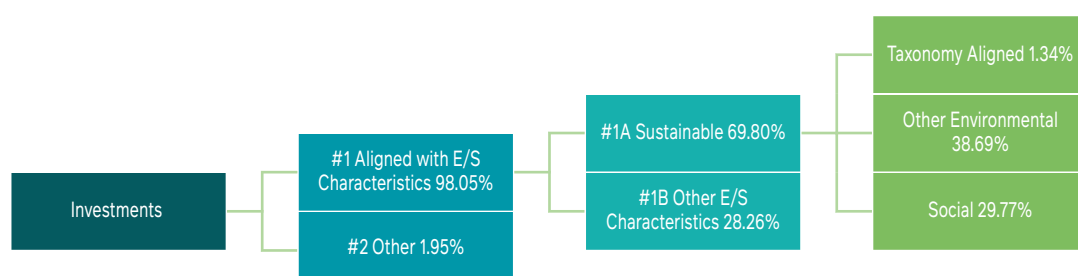 Investments
#1 Aligned with E/S
Characteristics 98.05%
#2 Other 1.95%
#1A Sustainable 69.80%
#1B Other E/S
Characteristics 28.26%
Taxonomy Aligned 1.34%
Other Environmental
38.69%
Social 29.77%